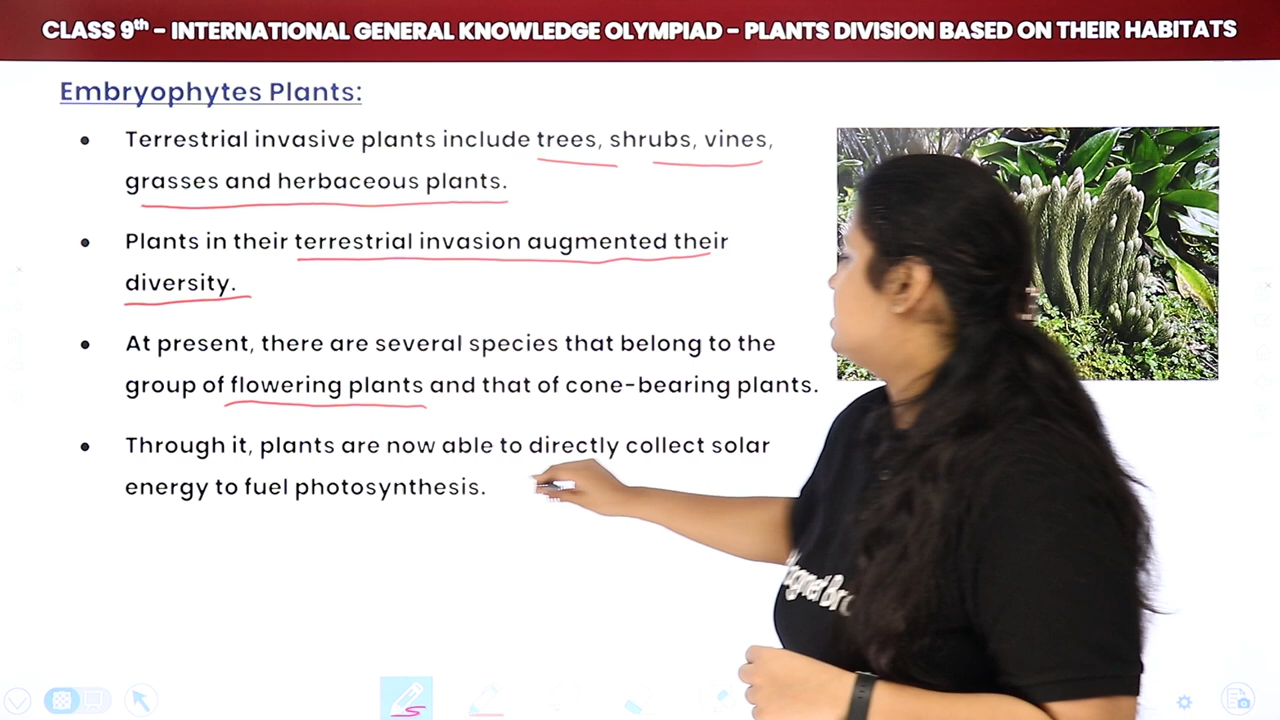 CLASS 9th – INTERNATIONAL GENERAL KNOWLEDGE OLYMPIAD – PLANTS DIVISION BASED ON THEIR HABITATS
Embryophytes Plants:
• Terrestrial invasive plants include trees, shrubs, vines,
grasses and herbaceous plants.
• Plants in their terrestrial invasion augmented their
diversity.
• At present, there are several species that belong to the
group of flowering plants and that of cone-bearing plants.
• Through it, plants are now able to directly collect solar
energy to fuel photosynthesis.